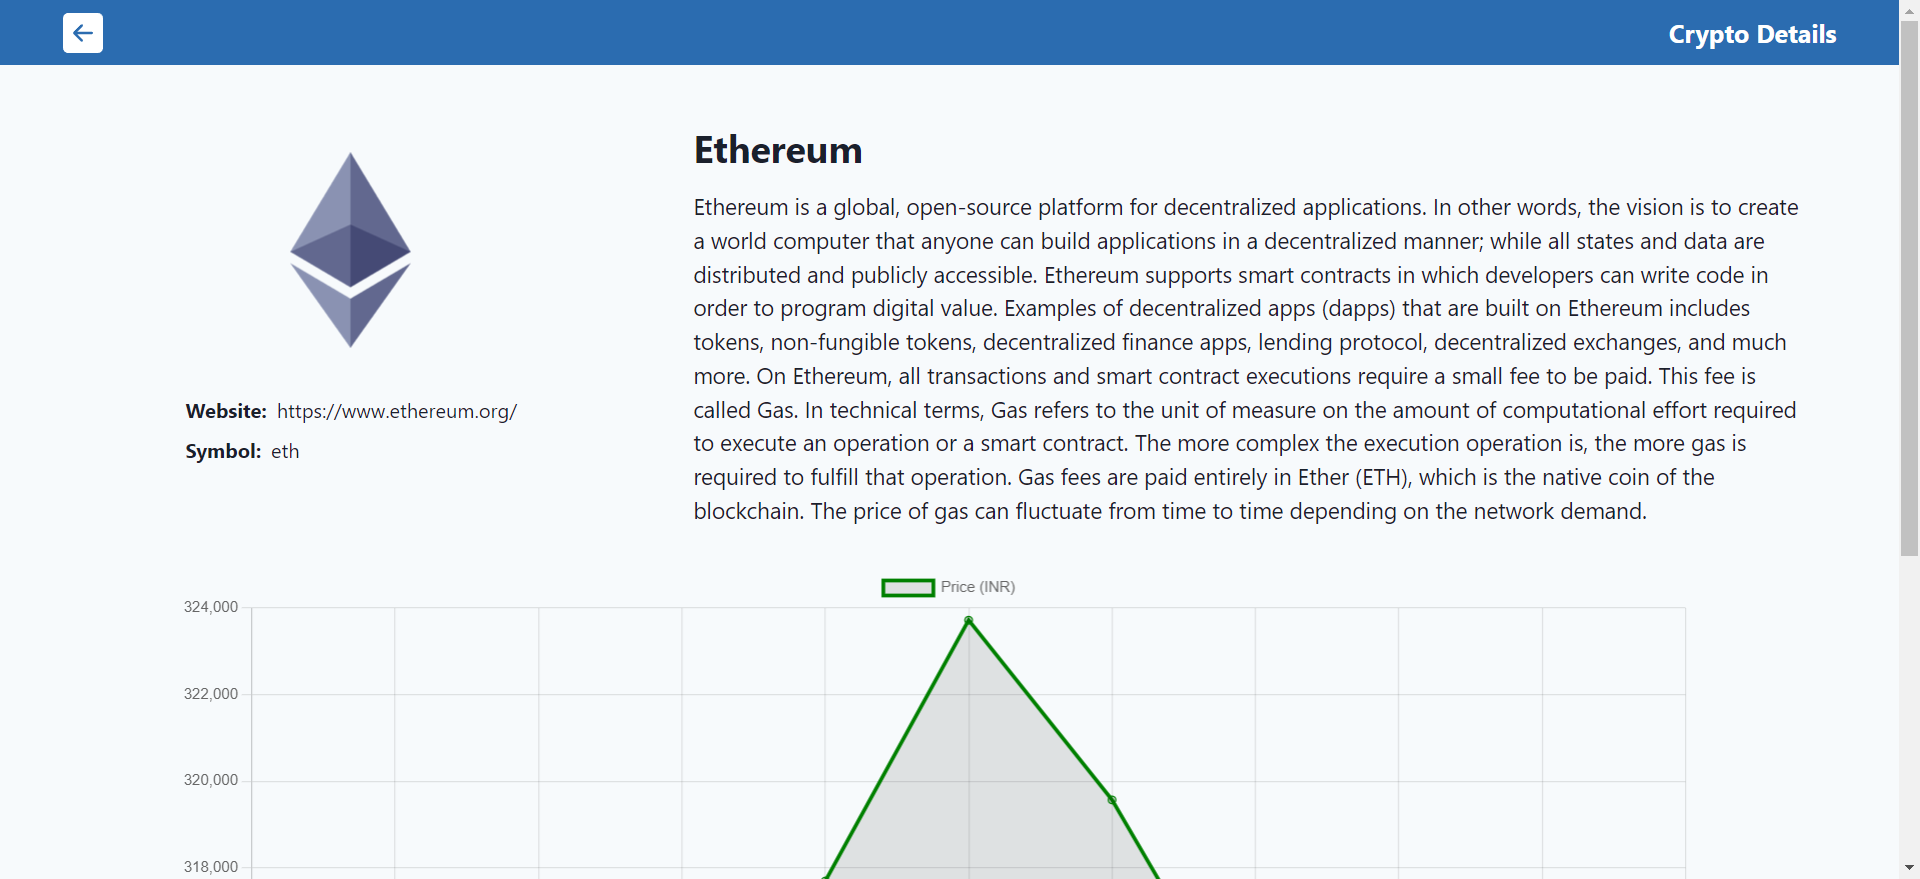 Crypto Details
Ethereum
Ethereum is a global, open-source platform for decentralized applications. In other words, the vision is to create
a world computer that anyone can build applications in a decentralized manner; while all states and data are
distributed and publicly accessible. Ethereum supports smart contracts in which developers can write code in
order to program digital value. Examples of decentralized apps (dapps) that are built on Ethereum includes
tokens, non-fungible tokens, decentralized finance apps, lending protocol, decentralized exchanges, and much
more. On Ethereum, all transactions and smart contract executions require a small fee to be paid. This fee is
called Gas. In technical terms, Gas refers to the unit of measure on the amount of computational effort required
to execute an operation or a smart contract. The more complex the execution operation is, the more gas is
required to fulfill that operation. Gas fees are paid entirely in Ether (ETH), which is the native coin of the
blockchain. The price of gas can fluctuate from time to time depending on the network demand.
Website: https://www.ethereum.org/
Symbol: eth
Price (INR)
324,000
322,000
320,000
318,000